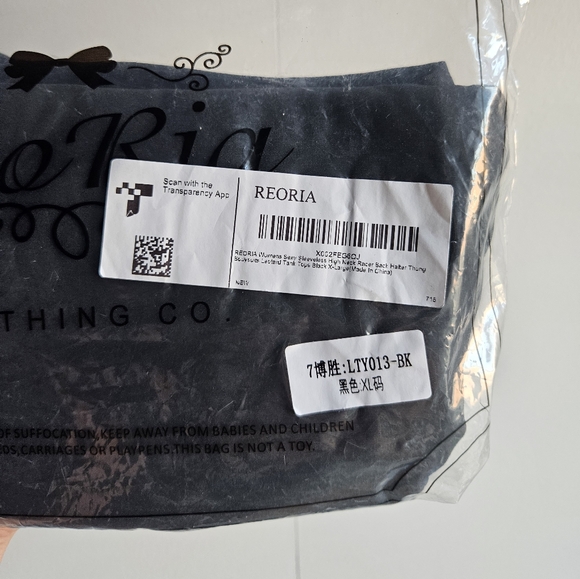 oRia
Scan with the
Transparency App
REORIA
REORIA Womens Sexy Sleeveless High Neck Racer Back Halter Thong
Bodysuits Leotard Tank Tops Black X-Large(Made In China)
NEW
718
THING CO.
7博胜:LTY013-BK
黑色:XL码
OF SUFFOCATION,KEEP AWAY FROM BABIES AND CHILDREN
CARRIAGES OR PLAYPENS.THIS BAG IS NOT A TOY.